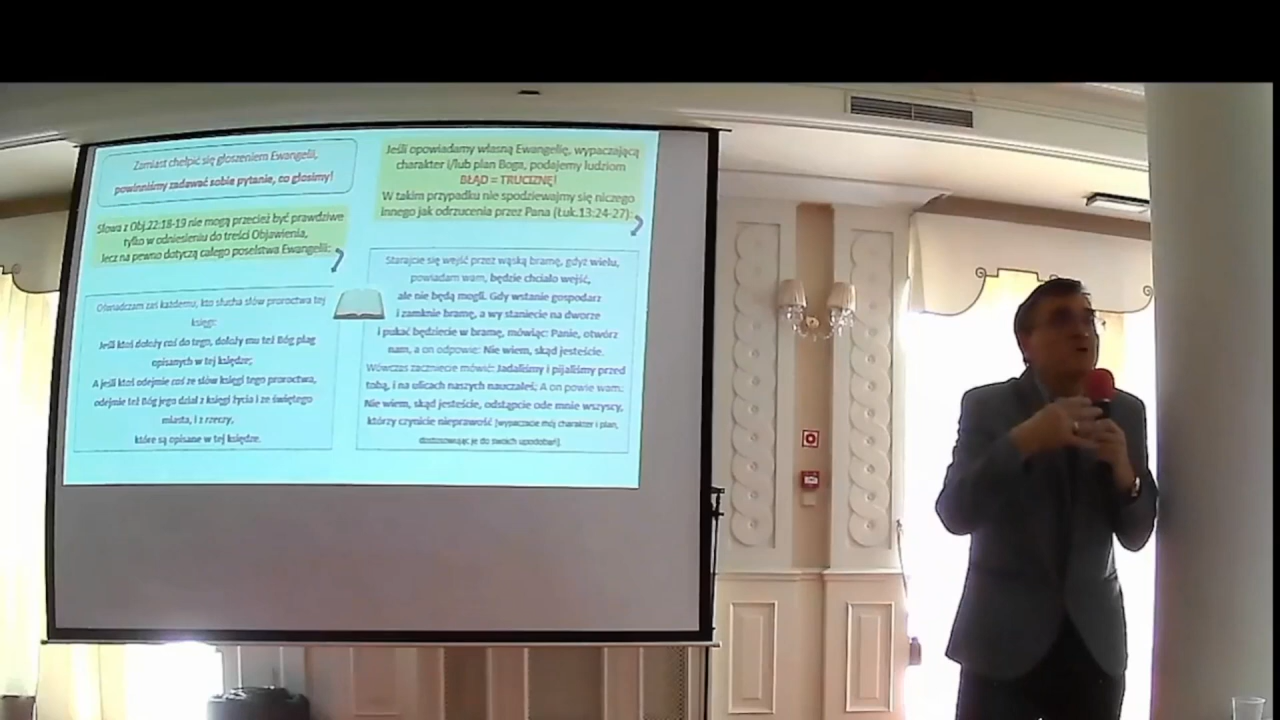 Zamiast chełpić się głoszeniem Ewangelii,
powinniśmy zadawać sobie pytanie, co głosimy!
Słowa z Obj.22:18-19 nie mogą przecież być prawdziwe
tylko w odniesieniu do treści Objawienia,
lecz na pewno dotyczą całego poselstwa Ewangelii:
Oświadczam zaś każdemu, kto słucha słów proroctwa tej
księgi:
Jeśli ktoś dołoży coś do tego, dołoży mu też Bóg plag
opisanych w tej księdze;
A jeśli ktoś odejmie coś ze słów księgi tego proroctwa,
odejmie też Bóg jego dział z księgi życia i ze świętego
miasta, i z rzeczy,
które są opisane w tej księdze.
Jeśli opowiadamy własną Ewangelię, wypaczającą
charakter i/lub plan Boga, podajemy ludziom
BŁĄD = TRUCIZNĘ!
W takim przypadku nie spodziewajmy się niczego
innego jak odrzucenia przez Pana (Łuk.13:24-27):
Starajcie się wejść przez wąską bramę, gdyż wielu,
powiadam wam, będzie chciało wejść,
ale nie będą mogli. Gdy wstanie gospodarz
i zamknie bramę, a wy staniecie na dworze
i pukać będziecie w bramę, mówiąc: Panie, otwórz
nam, a on odpowie: Nie wiem, skąd jesteście.
Wówczas zaczniecie mówić: Jadaliśmy i pijaliśmy przed
tobą, i na ulicach naszych nauczałeś; A on powie wam:
Nie wiem, skąd jesteście, odstąpcie ode mnie wszyscy,
którzy czynicie nieprawość [wypaczacie mój charakter i plan,
dostosowując je do swoich upodobań].